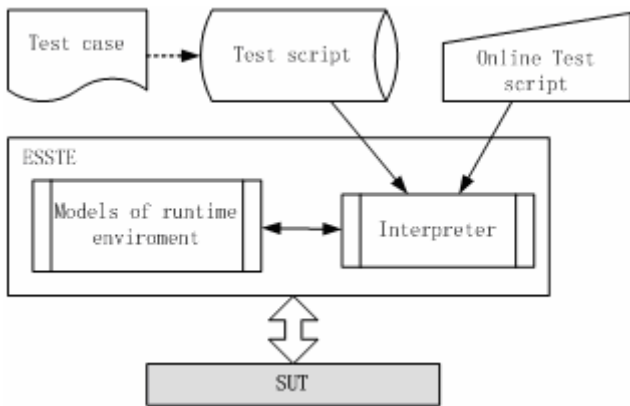 Test case
Test script
Online Test
script
ESSTE
Models of runtime
enviroment
Interpreter
SUT